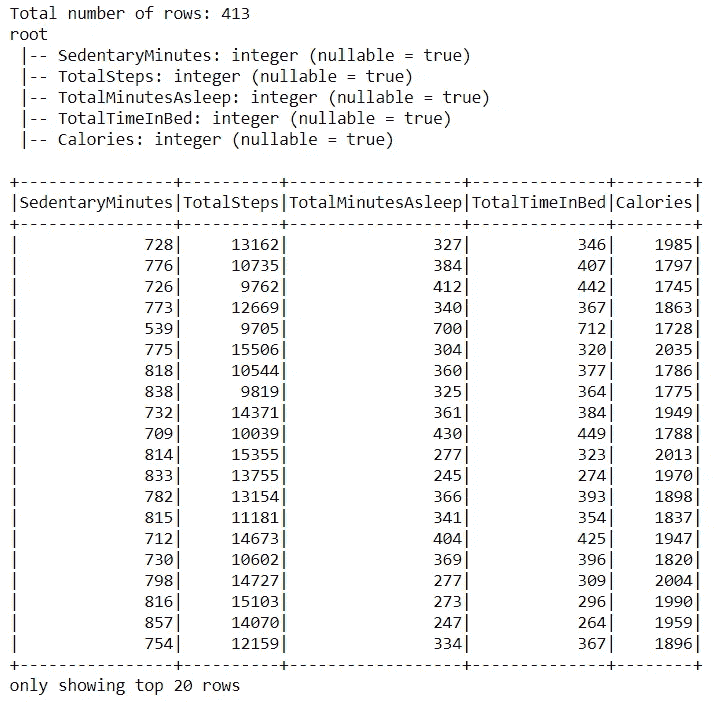 Total number of rows: 413
root
 |-- SedentaryMinutes: integer (nullable = true)
 |-- TotalSteps: integer (nullable = true)
 |-- TotalMinutesAsleep: integer (nullable = true)
 |-- TotalTimeInBed: integer (nullable = true)
 |-- Calories: integer (nullable = true)

+----------------+----------+------------------+--------------+--------+
|SedentaryMinutes|TotalSteps|TotalMinutesAsleep|TotalTimeInBed|Calories|
+----------------+----------+------------------+--------------+--------+
|             728|     13162|               327|           346|    1985|
|             776|     10735|               384|           407|    1797|
|             726|      9762|               412|           442|    1745|
|             773|     12669|               340|           367|    1863|
|             539|      9705|               700|           712|    1728|
|             775|     15506|               304|           320|    2035|
|             818|     10544|               360|           377|    1786|
|             838|      9819|               325|           364|    1775|
|             732|     14371|               361|           384|    1949|
|             709|     10039|               430|           449|    1788|
|             814|     15355|               277|           323|    2013|
|             833|     13755|               245|           274|    1970|
|             782|     13154|               366|           393|    1898|
|             815|     11181|               341|           354|    1837|
|             712|     14673|               404|           425|    1947|
|             730|     10602|               369|           396|    1820|
|             798|     14727|               277|           309|    2004|
|             816|     15103|               273|           296|    1990|
|             857|     14070|               247|           264|    1959|
|             754|     12159|               334|           367|    1896|
+----------------+----------+------------------+--------------+--------+
only showing top 20 rows